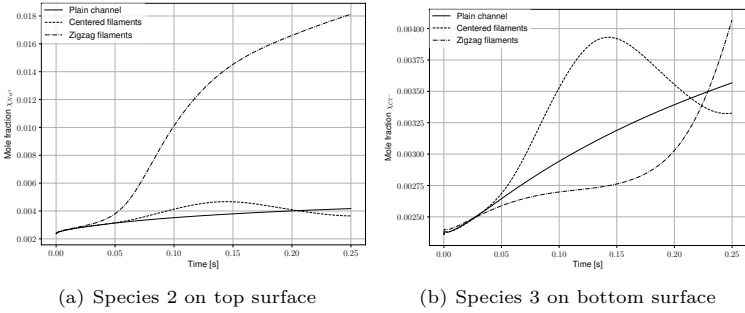 0.018
0.016
0.014
0.012
0.010
0.008
0.006
0.004
0.002
Mole fraction χNa+
Plain channel
Centered filaments
Zigzag filaments
0.00 0.05 0.10 0.15 0.20 0.25
Time [s]
(a) Species 2 on top surface
0.00400
0.00375
0.00350
0.00325
0.00300
0.00275
0.00250
Mole fraction χCl-
Plain channel
Centered filaments
Zigzag filaments
0.00 0.05 0.10 0.15 0.20 0.25
Time [s]
(b) Species 3 on bottom surface